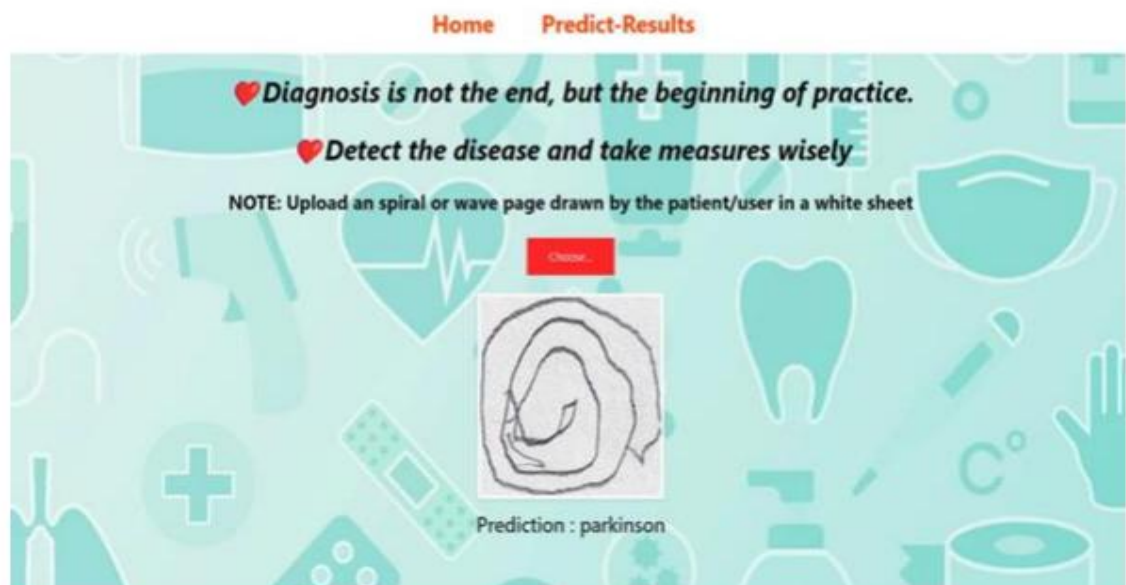 Home Predict-Results
❤Diagnosis is not the end, but the beginning of practice.
❤Detect the disease and take measures wisely
NOTE: Upload an spiral or wave page drawn by the patient/user in a white sheet
Choose...
C°
Prediction : parkinson